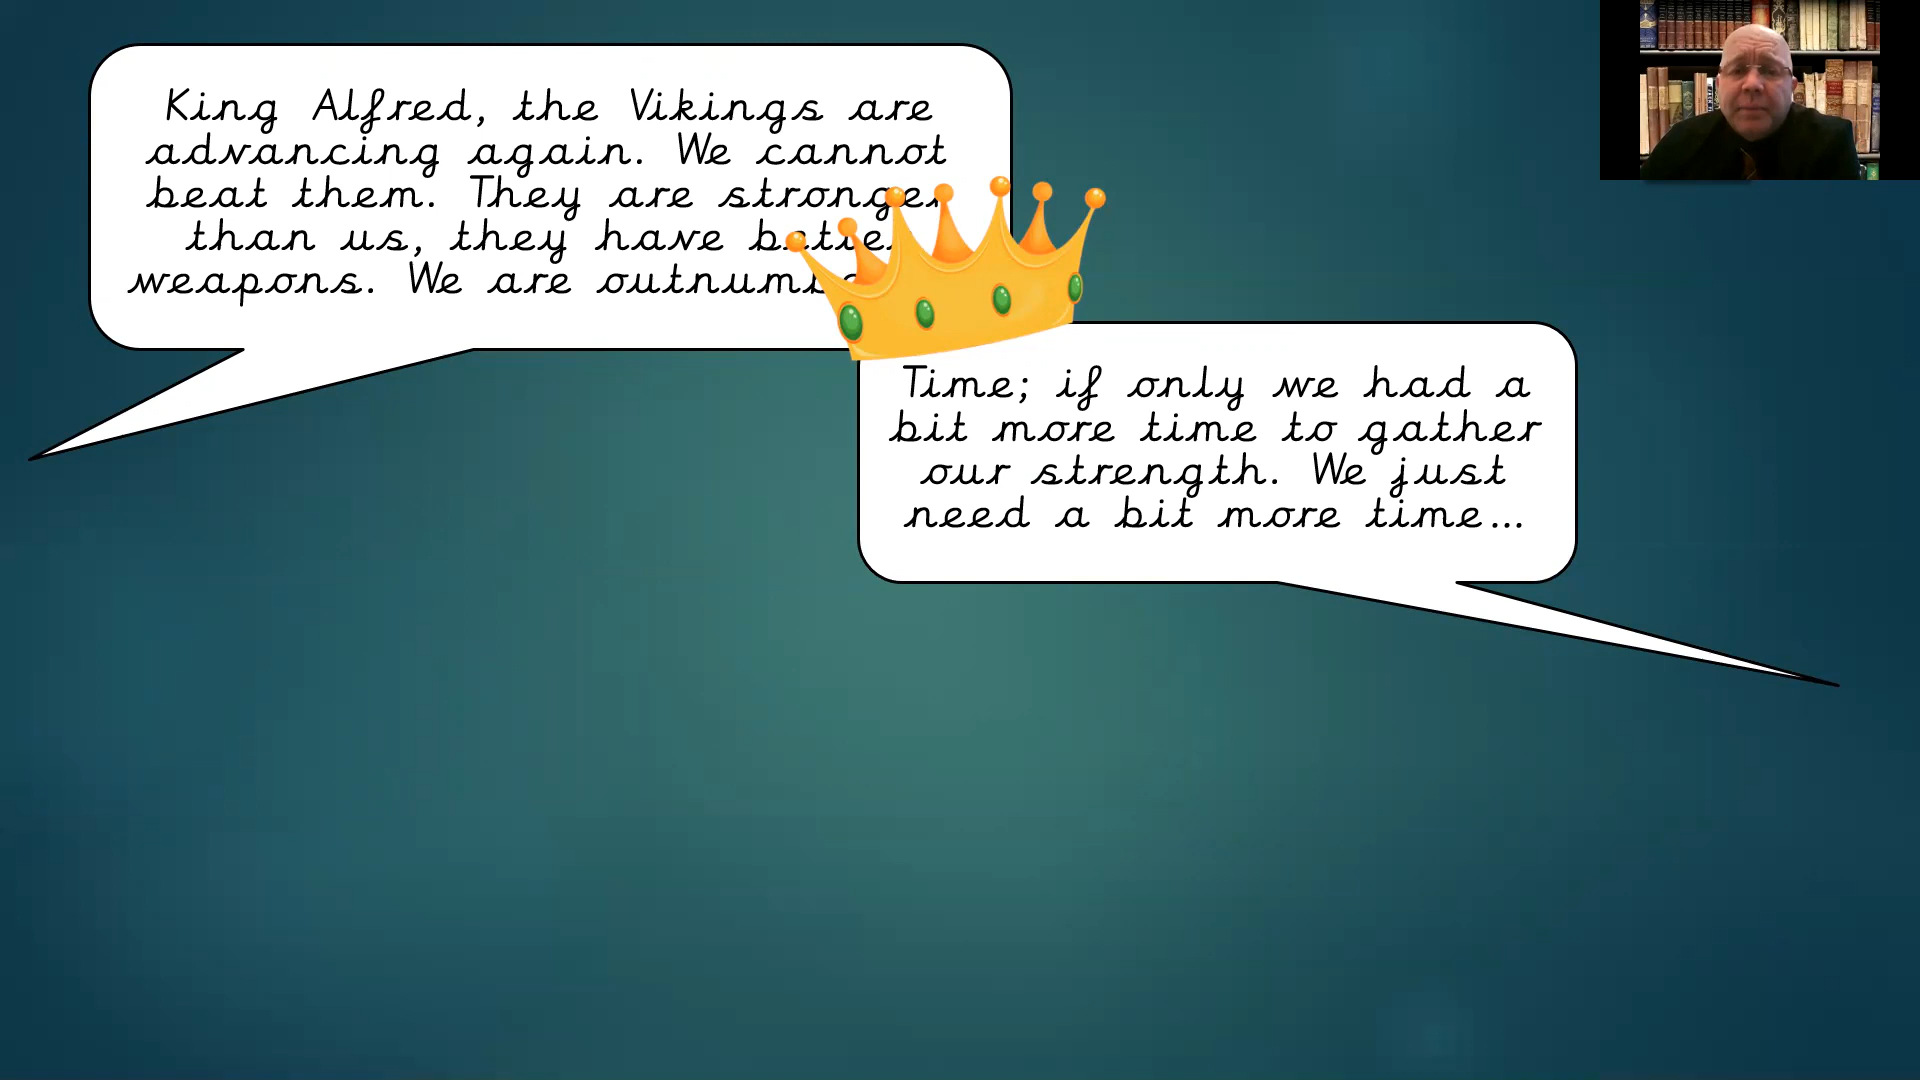 King Alfred, the Vikings are
advancing again. We cannot
beat them. They are stronger
than us, they have better
weapons. We are
Time; if only we had a
bit more time to gather
our strength. We just
need a bit more time...